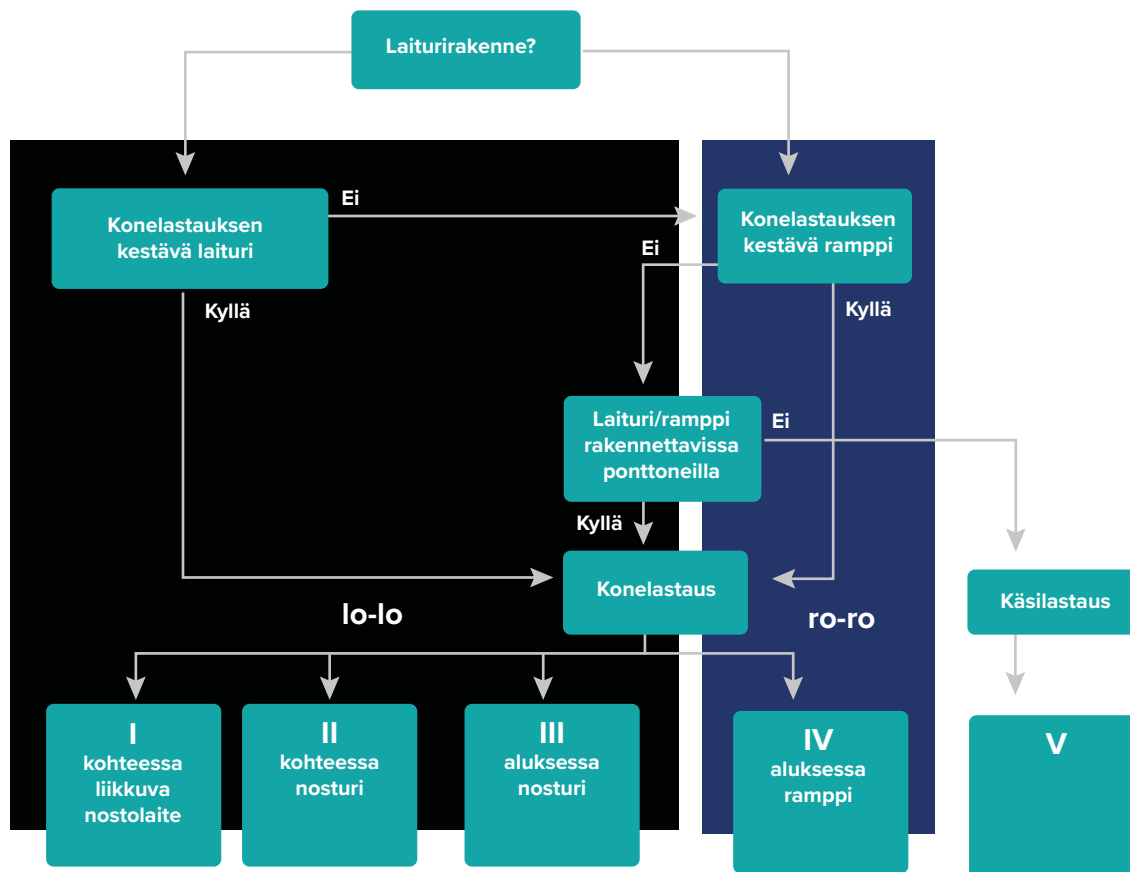 Laiturirakenne?
Konelastauksen
kestävä laituri
Ei
Konelastauksen
kestävä ramppi
Ei
Kyllä
Kyllä
Laituri/ramppi
rakennettavissa
ponttoneilla
Ei
Kyllä
Konelastaus
Käsilastaus
lo-lo
ro-ro
I
kohteessa
liikkuva
nostolaite
II
kohteessa
nosturi
III
aluksessa
nosturi
IV
aluksessa
ramppi
V